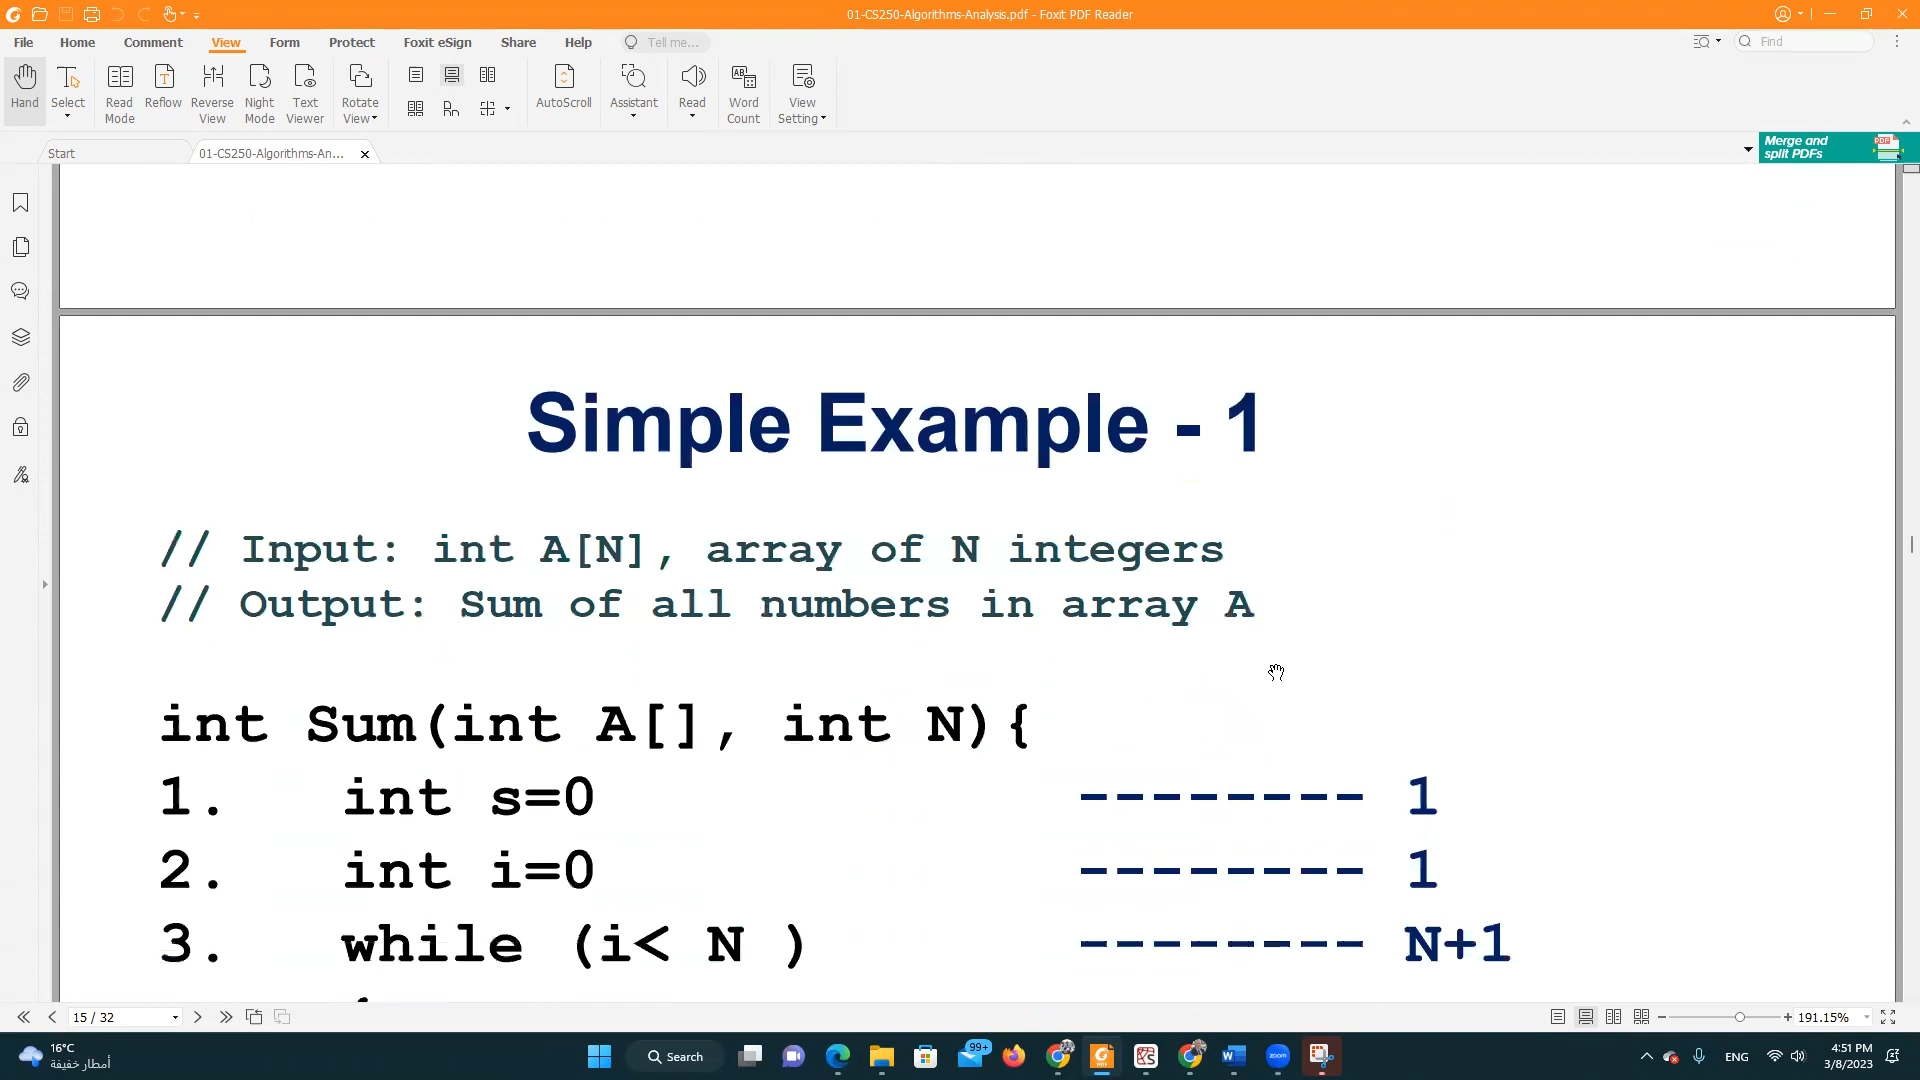 01-CS250-Algorithms-Analysis.pdf - Foxit PDF Reader
File Home Comment View Form Protect Foxit eSign Share Help Tell me... Find
Hand Select Read Mode Reflow Reverse View Night Mode Text Viewer Rotate View AutoScroll Assistant Read Word Count View Setting
Start 01-CS250-Algorithms-An... Merge and split PDFs
Simple Example - 1
// Input: int A[N], array of N integers
// Output: Sum of all numbers in array A
int Sum(int A[], int N){
1. int s=0 -------- 1
2. int i=0 -------- 1
3. while (i< N ) -------- N+1
15 / 32 191.15%
16°C
أمطار خفيفة
Search 99+ zoom ENG 4:51 PM
3/8/2023